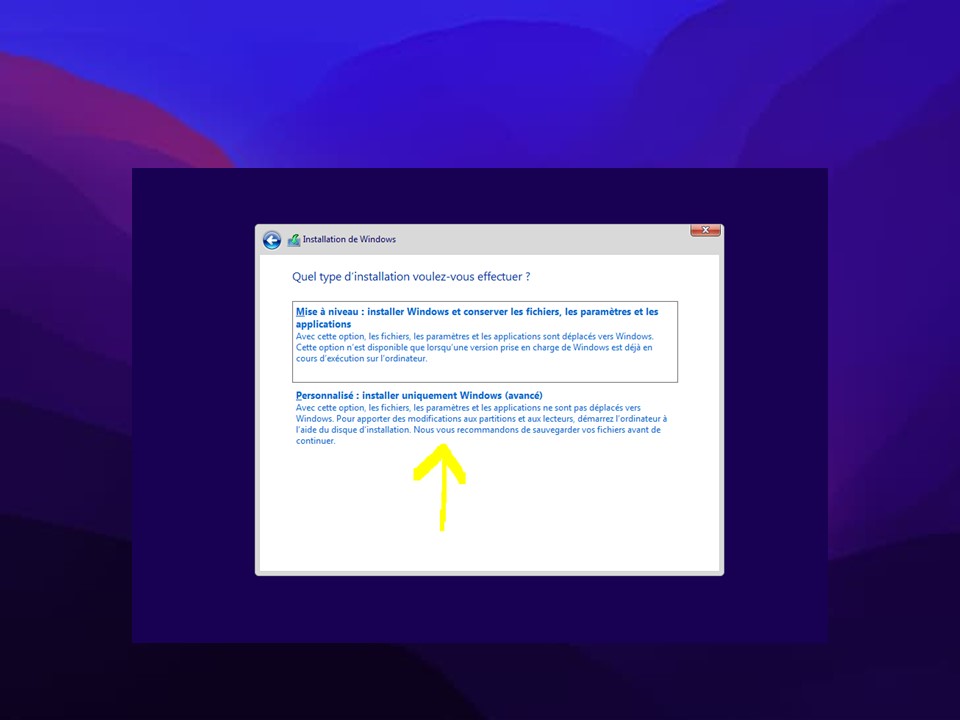 Installation de Windows
Quel type d'installation voulez-vous effectuer ?
Mise à niveau : installer Windows et conserver les fichiers, les paramètres et les
applications
Avec cette option, les fichiers, les paramètres et les applications sont déplacés vers Windows.
Cette option n'est disponible que lorsqu'une version prise en charge de Windows est déjà en
cours d'exécution sur l'ordinateur.
Personnalisé : installer uniquement Windows (avancé)
Avec cette option, les fichiers, les paramètres et les applications ne sont pas déplacés vers
Windows. Pour apporter des modifications aux partitions et aux lecteurs, démarrez l'ordinateur à
l'aide du disque d'installation. Nous vous recommandons de sauvegarder vos fichiers avant de
continuer.